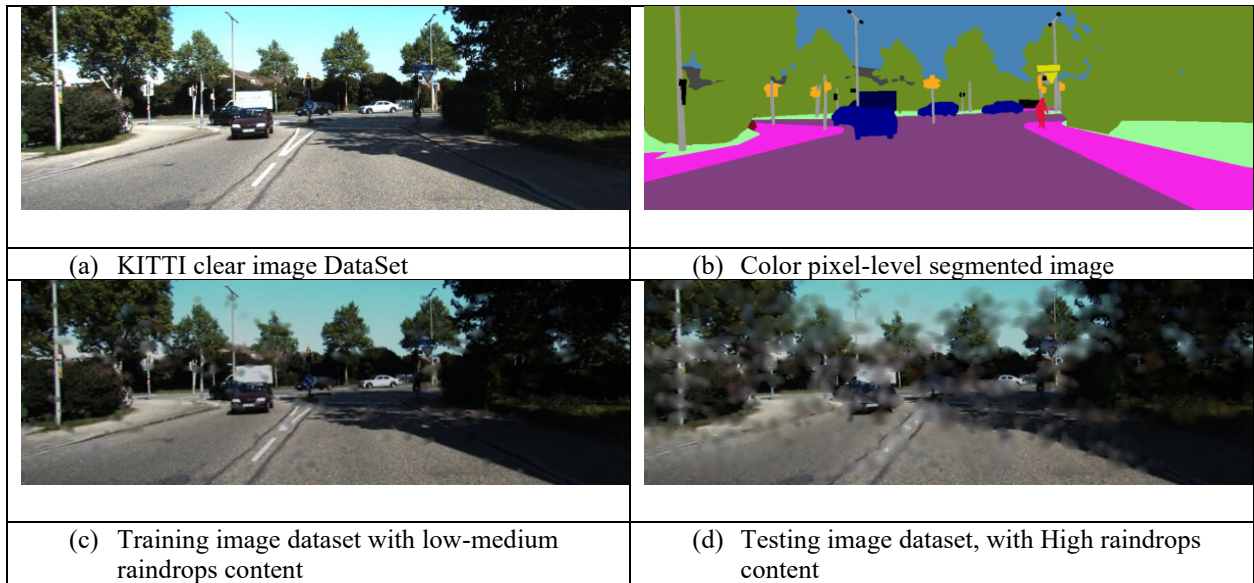 (a) KITTI clear image DataSet
(b) Color pixel-level segmented image
(c) Training image dataset with low-medium
raindrops content
(d) Testing image dataset, with High raindrops
content